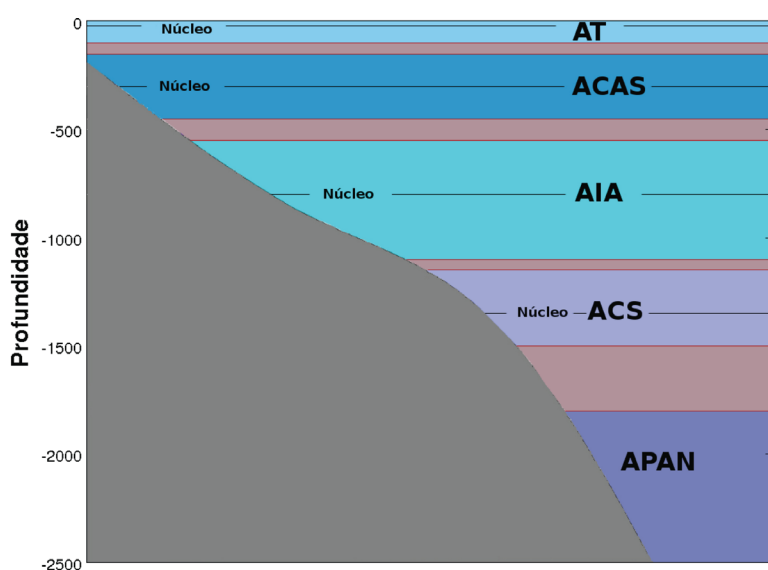 0
Núcleo AT
Núcleo ACAS
-500
Núcleo AIA
-1000
Núcleo ACS
-1500
-2000
APAN
-2500
Profundidade